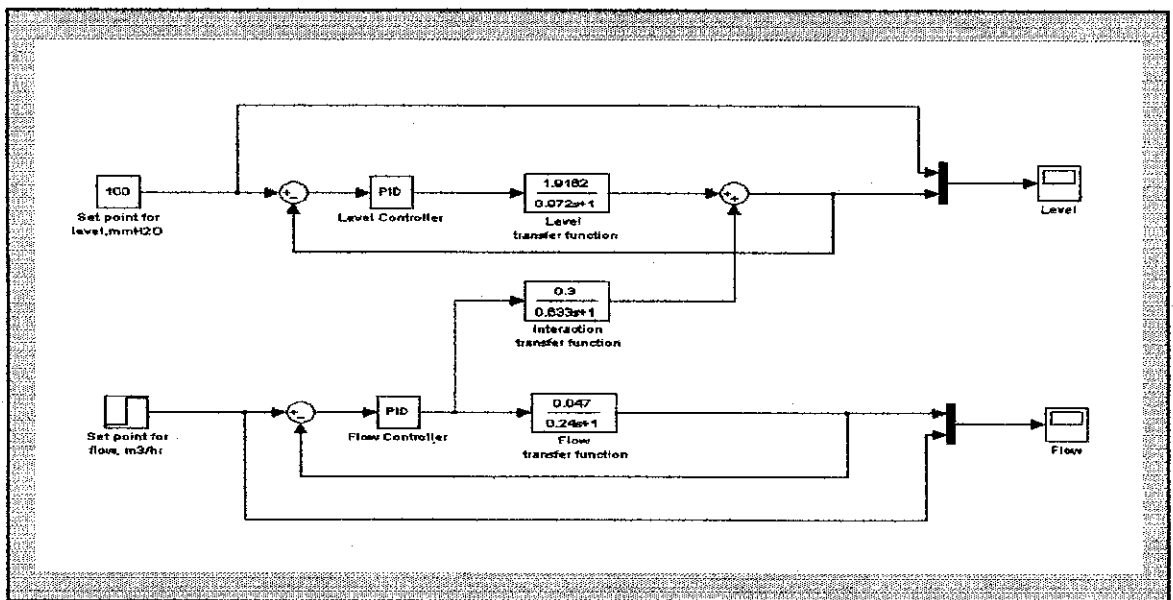 100
Set point for
level,mmH2O
PID
Level Controller
1.9182
0.972s+1
Level
transfer function
Level
0.3
0.633s+1
Interaction
transfer function
Set point for
flow, m3/hr
PID
Flow Controller
0.047
0.24s+1
Flow
transfer function
Flow